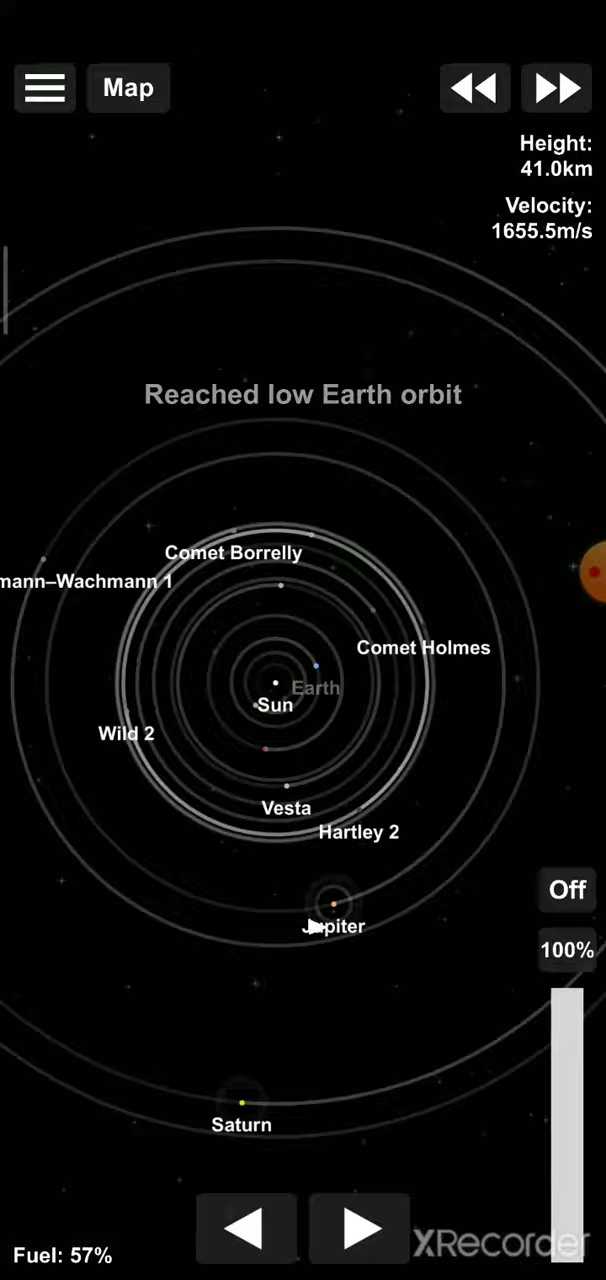 Map
Height:
41.0km
Velocity:
1655.5m/s
Reached low Earth orbit
Comet Borrelly
mann–Wachmann 1
Comet Holmes
Earth
Sun
Wild 2
Vesta
Hartley 2
Off
Jupiter
100%
Saturn
Fuel: 57%
XRecorder